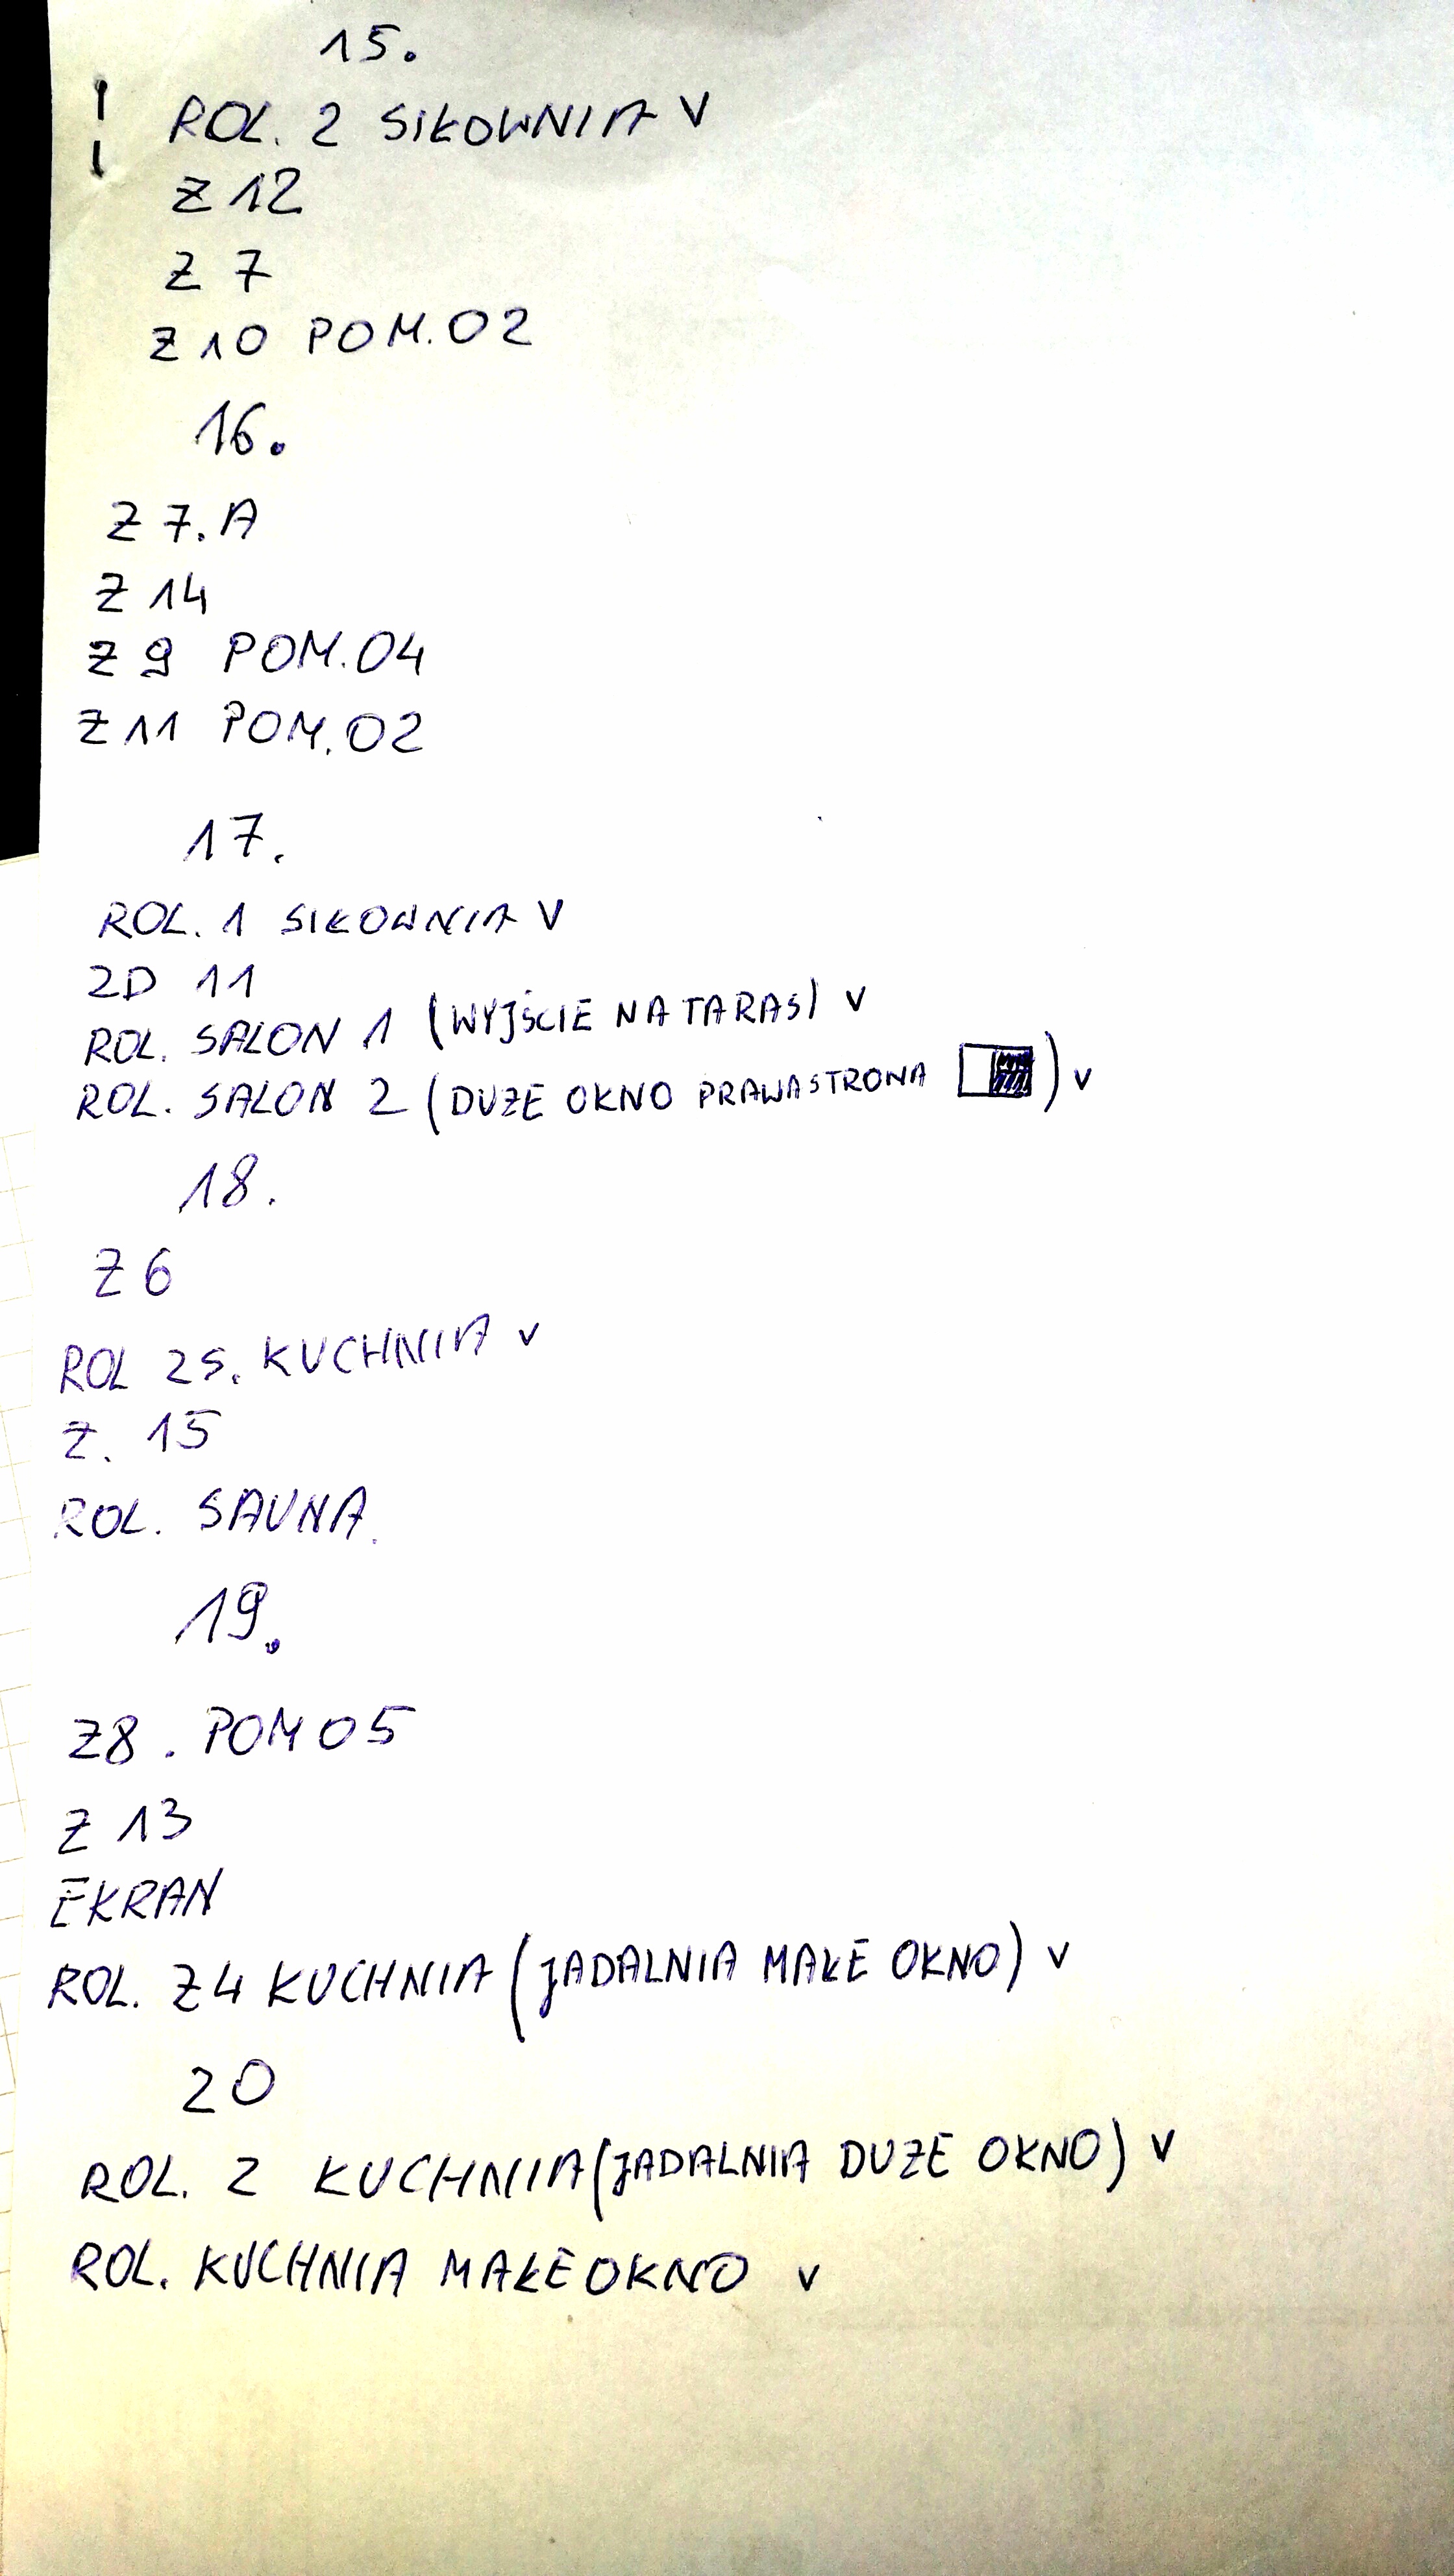 15.
ROL. 2 SIŁOWNIA V
Z 12
Z 7
Z 10 POM. 02
16.
Z 7. A
Z 14
Z 9 POM. 04
Z 11 POM. 02
17.
ROL. 1 SIŁOWNIA V
2D 11
ROL. SALON 1 (WYJŚCIE NA TARAS) V
ROL. SALON 2 (DUŻE OKNO PRAWA STRONA ) V
18.
Z 6
ROL 25. KUCHNIA V
Z. 15
ROL. SAUNA.
19.
Z8 . POM 05
Z 13
EKRAN
ROL. Z4 KUCHNIA (JADALNIA MAŁE OKNO) V
20
ROL. 2 KUCHNIA (JADALNIA DUŻE OKNO) V
ROL. KUCHNIA MAŁE OKNO V